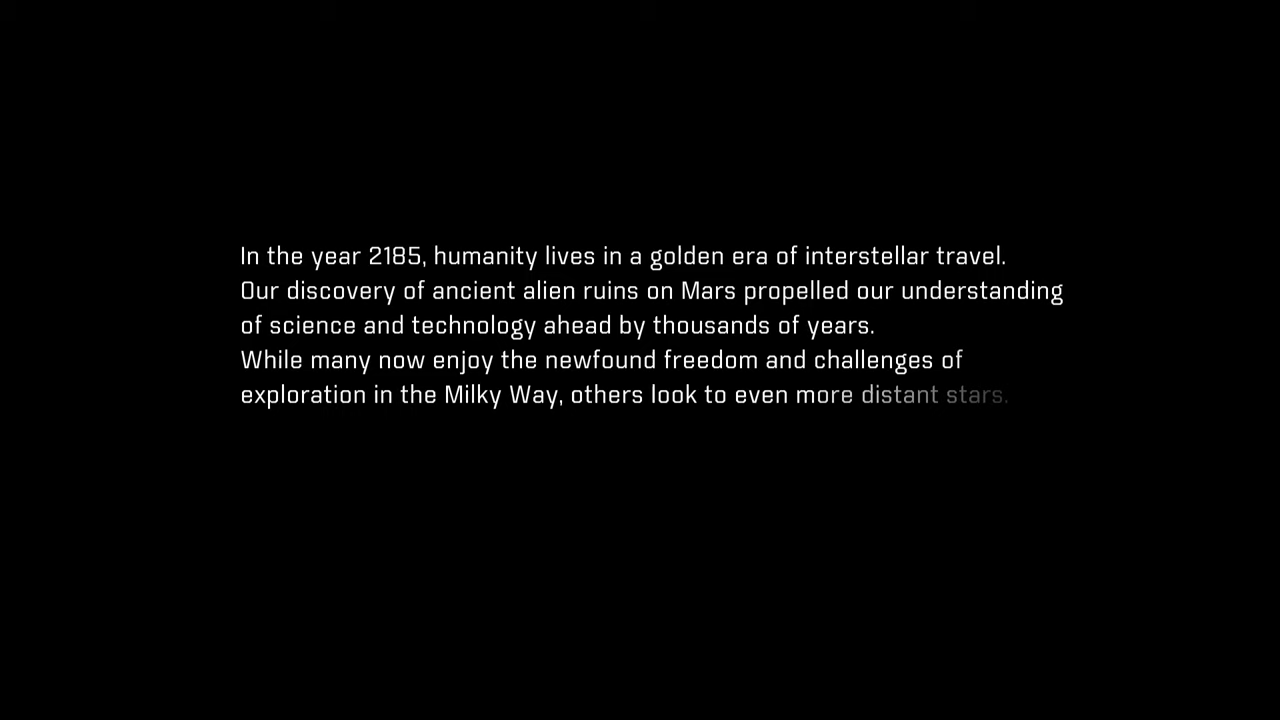 In the year 2185, humanity lives in a golden era of interstellar travel.
Our discovery of ancient alien ruins on Mars propelled our understanding
of science and technology ahead by thousands of years.
While many now enjoy the newfound freedom and challenges of
exploration in the Milky Way, others look to even more distant stars.